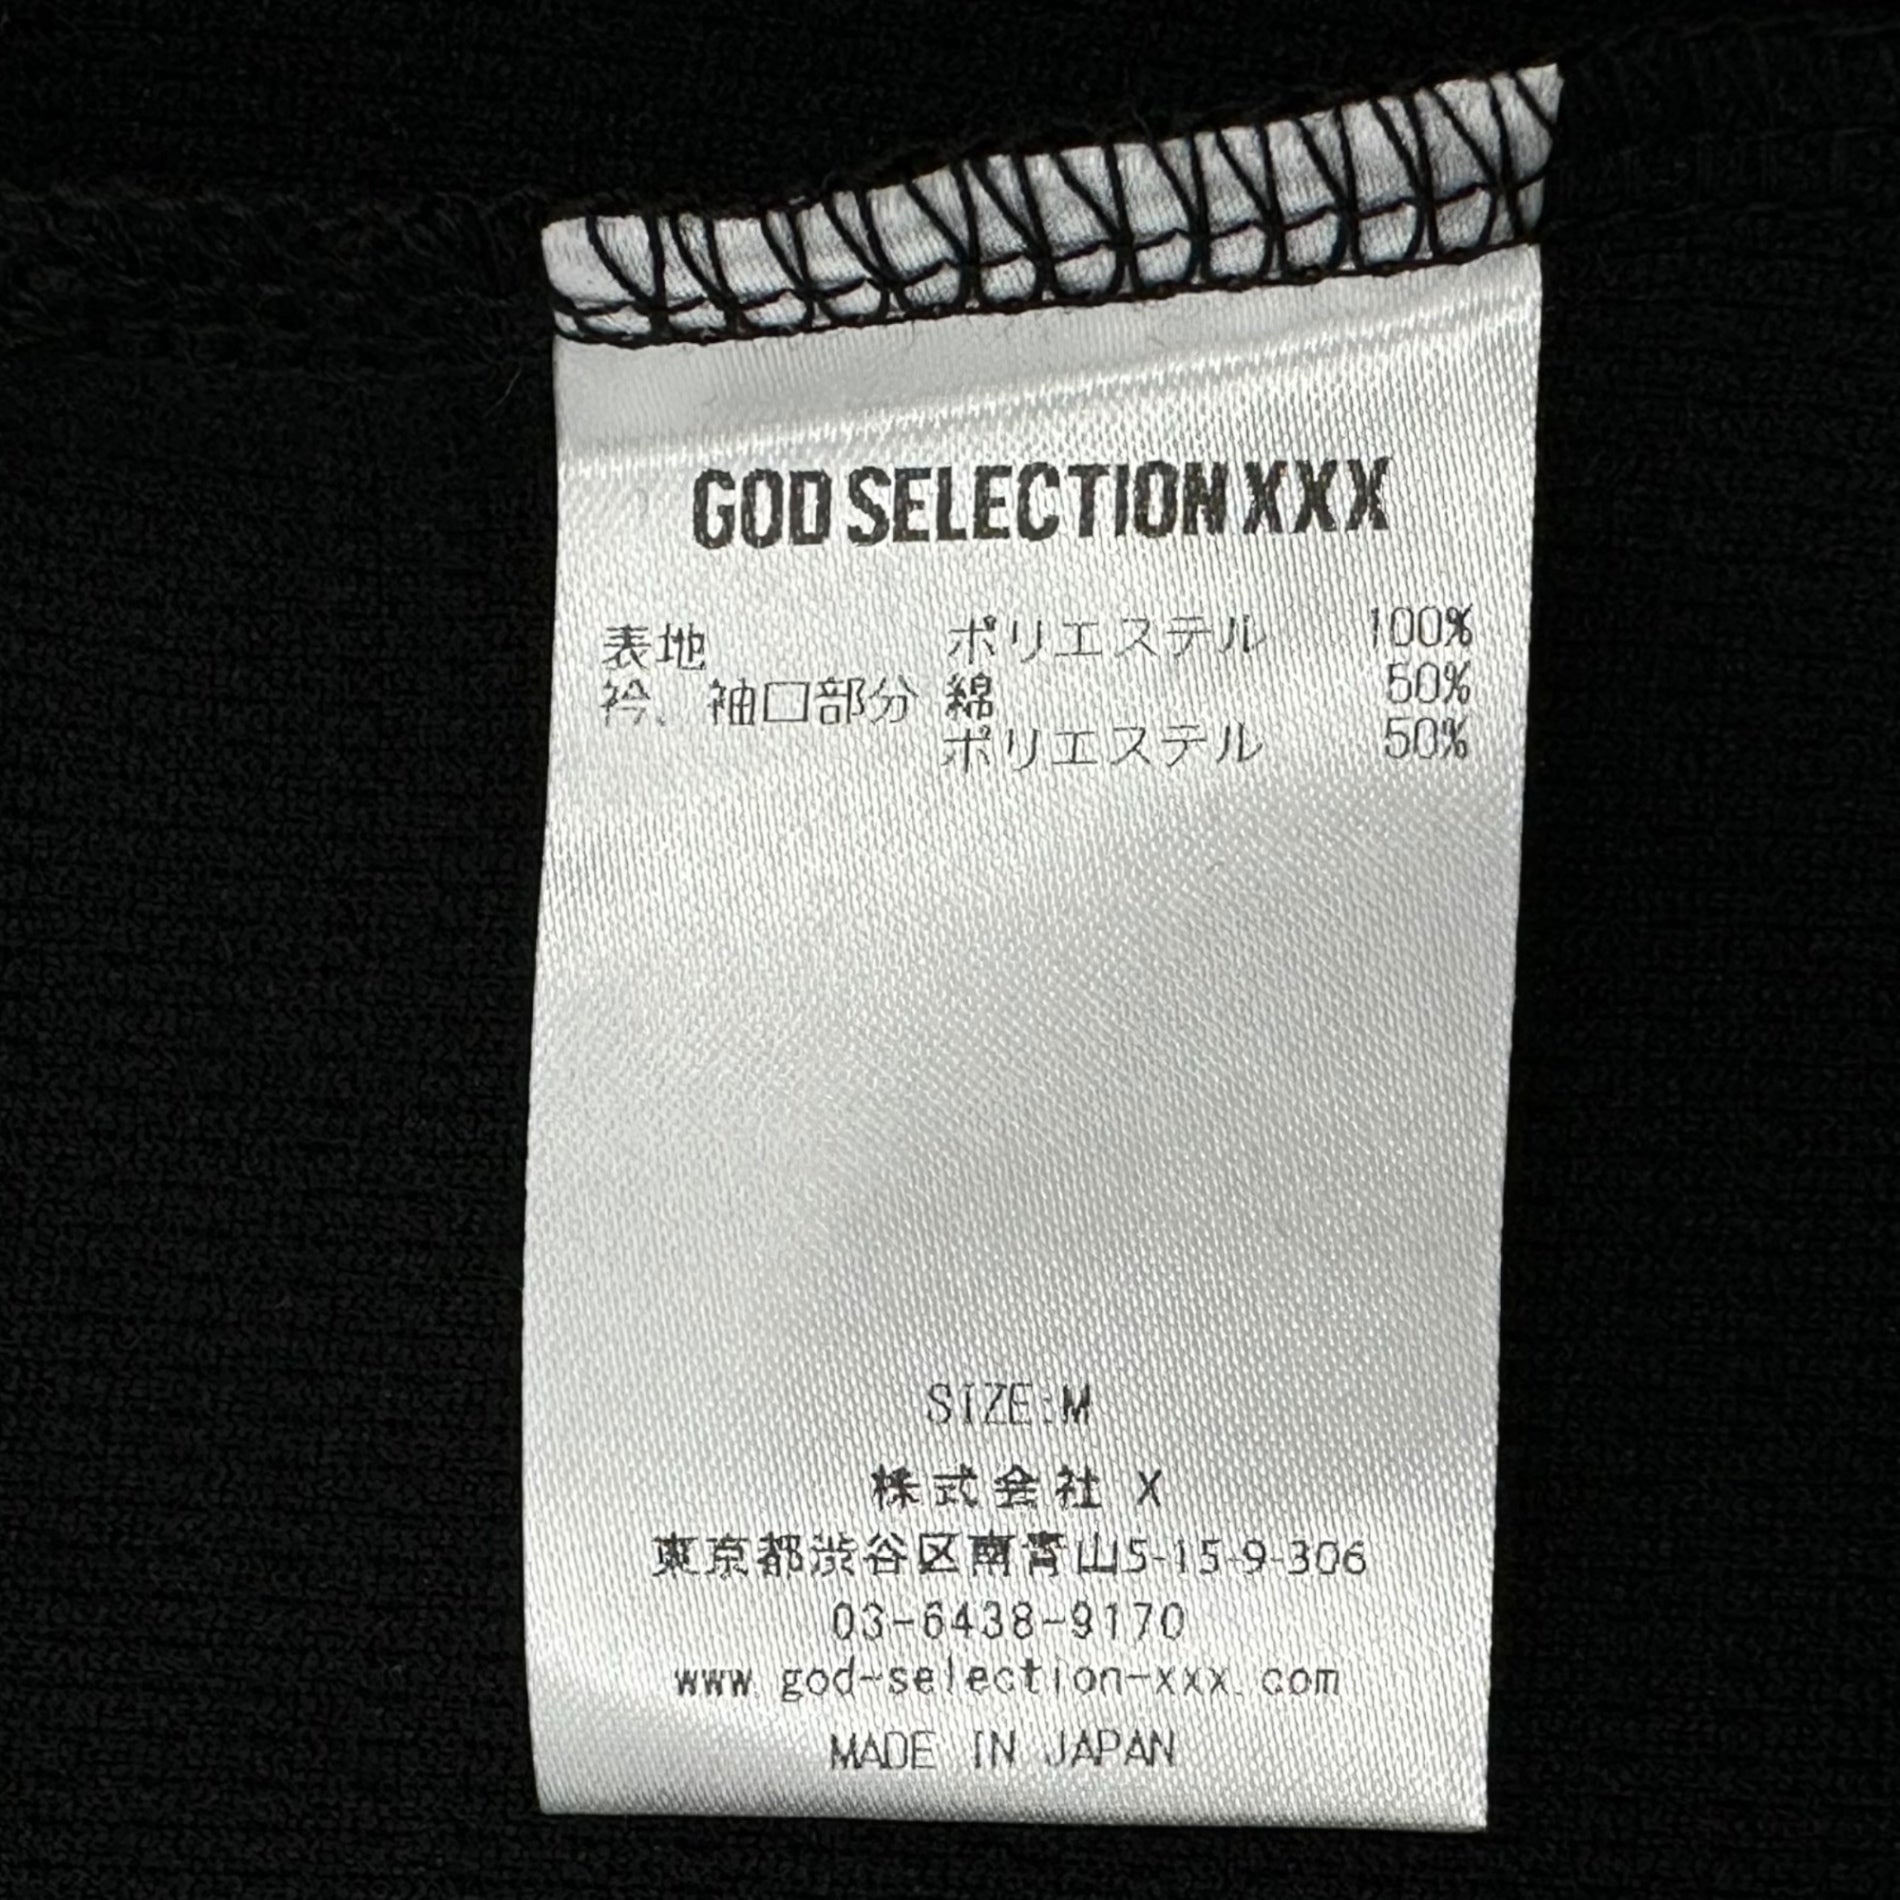 GOD SELECTION XXX
表地 ポリエステル 100%
衿、袖口部分 綿 50%
ポリエステル 50%
SIZE:M
株式会社 X
東京都渋谷区南青山5-15-9-306
03-6438-9170
www.god-selection-xxx.com
MADE IN JAPAN